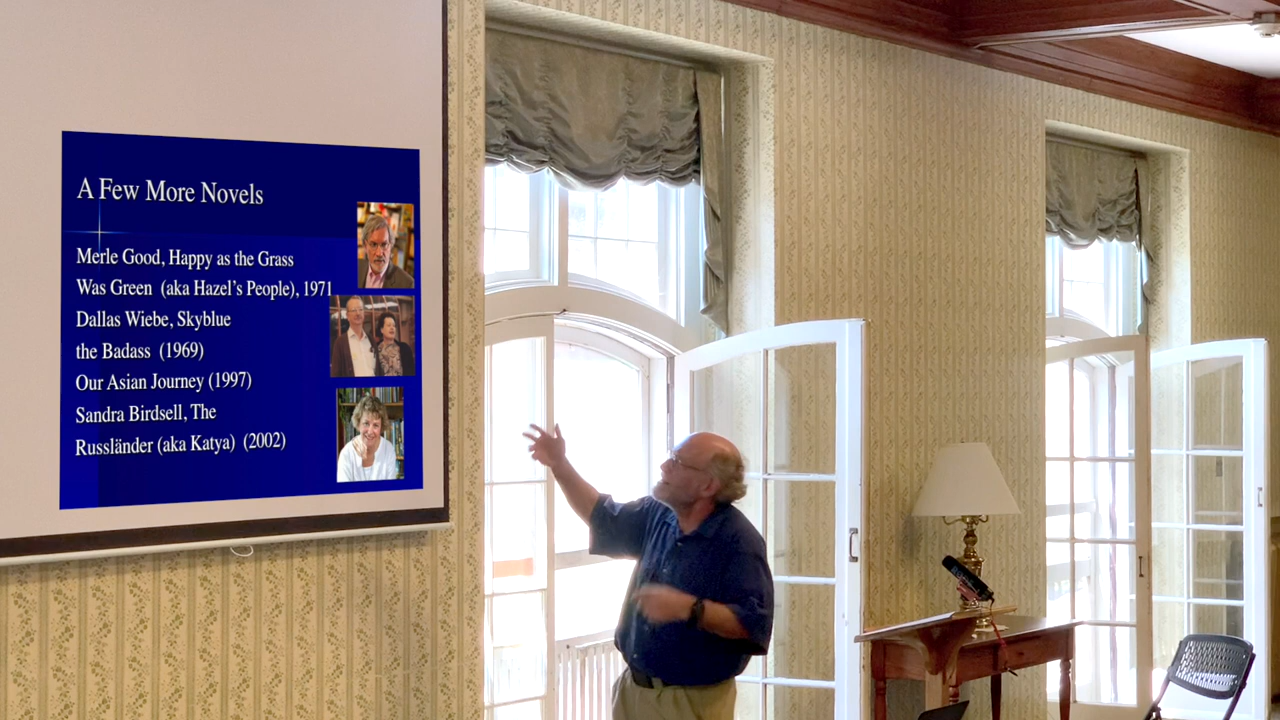 A Few More Novels
Merle Good, Happy as the Grass
Was Green (aka Hazel's People), 1971
Dallas Wiebe, Skyblue
the Badass (1969)
Our Asian Journey (1997)
Sandra Birdsell, The
Russländer (aka Katya) (2002)